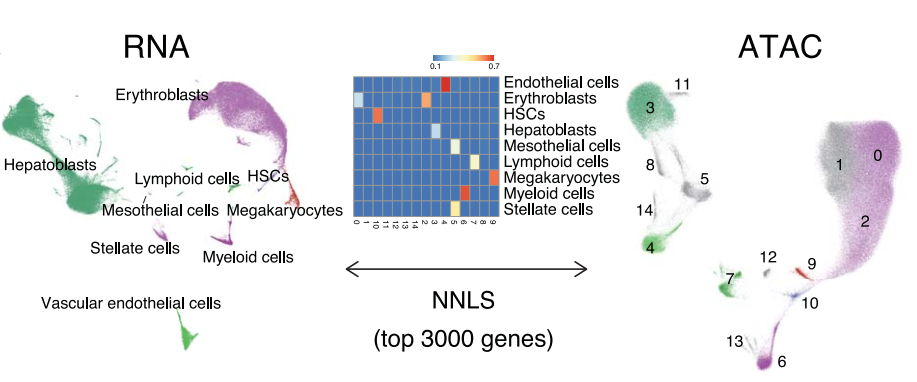 RNA
ATAC
0.1
0.7
Erythroblasts
Hepatoblasts
Lymphoid cells
HSCs
Mesothelial cells
Megakaryocytes
Stellate cells
Myeloid cells
Vascular endothelial cells
Endothelial cells
Erythroblasts
HSCs
Hepatoblasts
Mesothelial cells
Lymphoid cells
Megakaryocytes
Myeloid cells
Stellate cells
0 1 10 11 12 13 14 2 3 4 5 6 7 8 9
NNLS
(top 3000 genes)
11
3
8
5
14
4
1
0
2
12
9
7
10
13
6